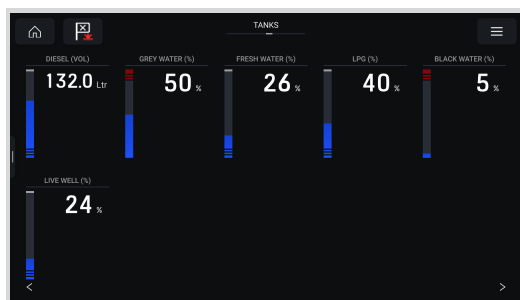 TANKS
DIESEL (VOL)
132.0 Ltr
GREY WATER (%)
50 %
FRESH WATER (%)
26 %
LPG (%)
40 %
BLACK WATER (%)
5 %
LIVE WELL (%)
24 %